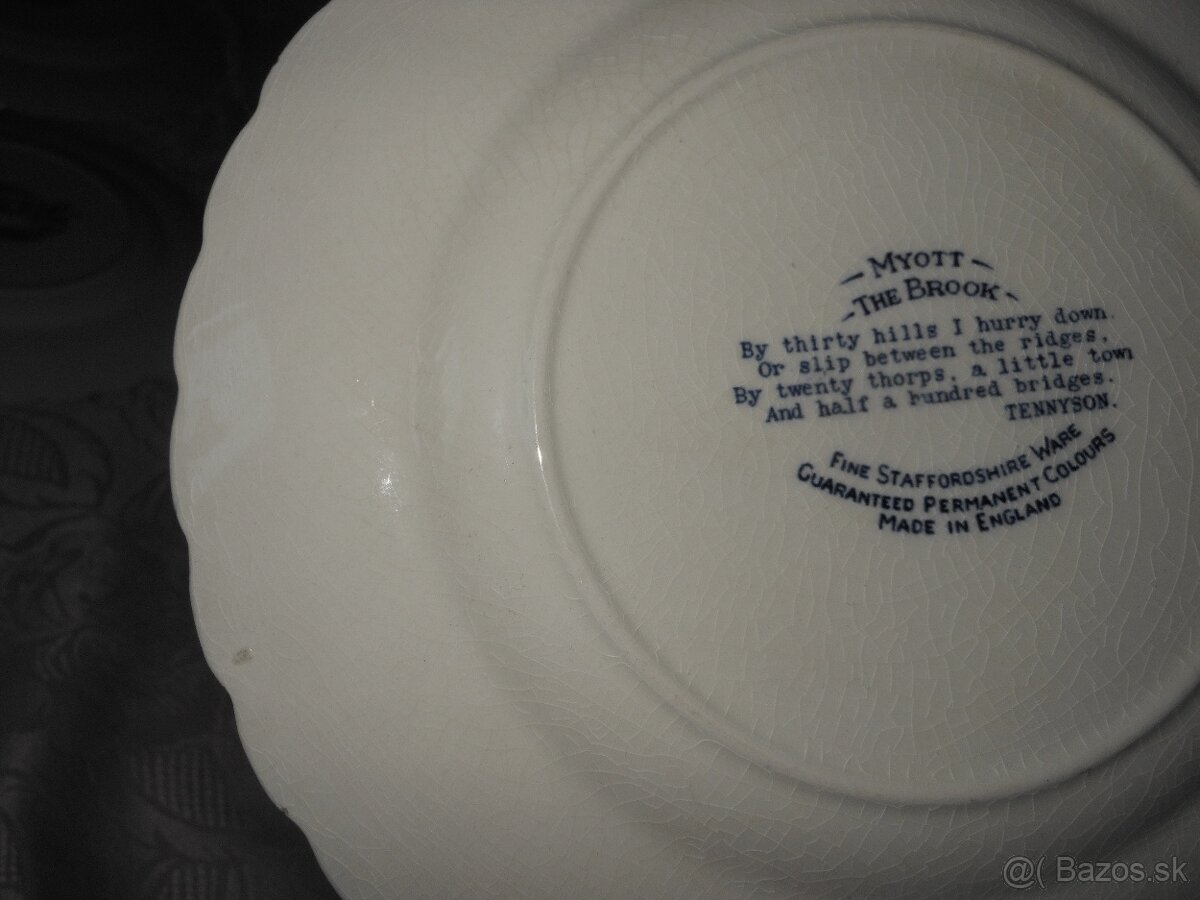 MYOTT
THE BROOK
By thirty hills I hurry down.
Or slip between the ridges,
By twenty thorps, a little town
And half a hundred bridges.
TENNYSON.
FINE STAFFORDSHIRE WARE
GUARANTEED PERMANENT COLOURS
MADE IN ENGLAND
@( Bazos.sk